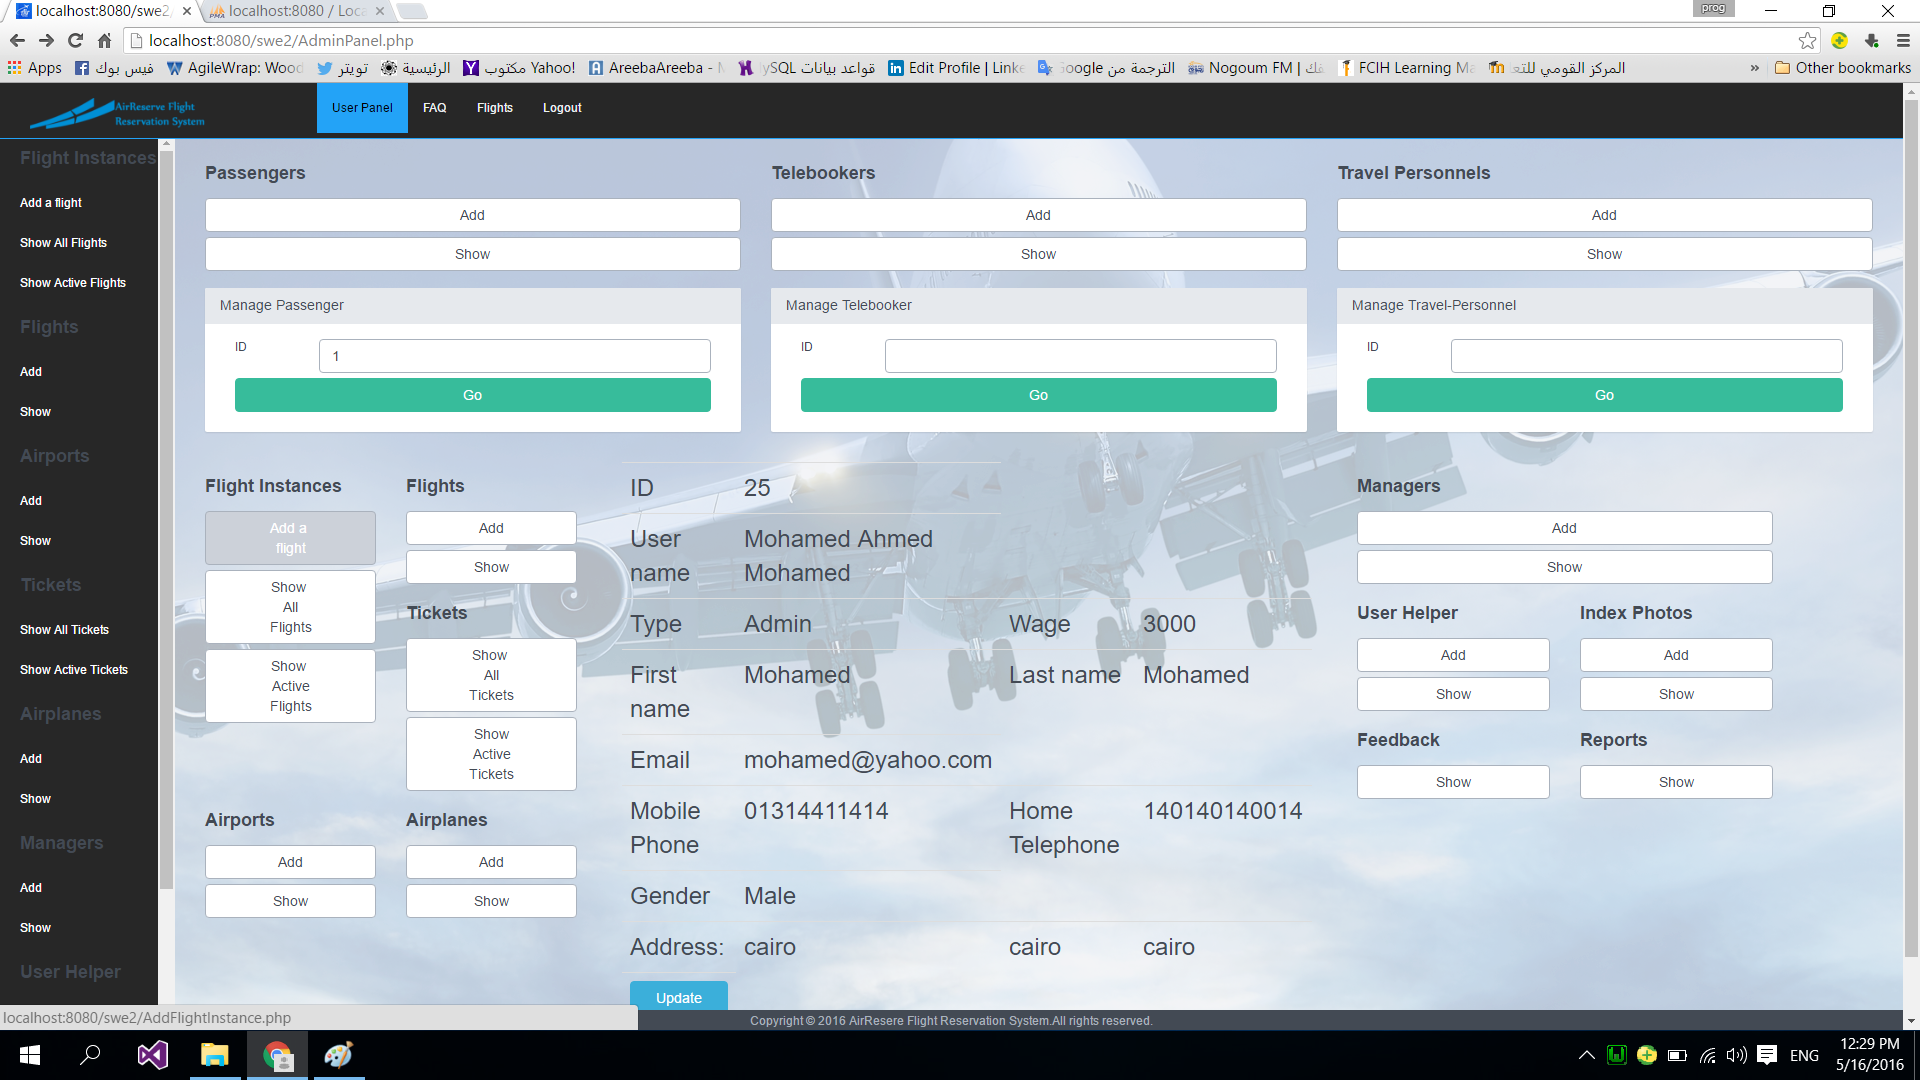 localhost:8080/swe2/
localhost:8080 / Loca
prog
localhost:8080/swe2/AdminPanel.php
Apps
فيس بوك
AgileWrap: Wood
تويتر
الرئيسية
مكتوب Yahoo!
AreebaAreeba -
قواعد بيانات MySQL
Edit Profile | Linke
الترجمة من Google
Nogoum FM |
FCIH Learning Ma
المركز القومي للتعا
»
Other bookmarks
AirReserve Flight
Reservation System
User Panel
FAQ
Flights
Logout
Flight Instances
Add a flight
Show All Flights
Show Active Flights
Flights
Add
Show
Airports
Add
Show
Tickets
Show All Tickets
Show Active Tickets
Airplanes
Add
Show
Managers
Add
Show
User Helper
Passengers
Add
Show
Manage Passenger
ID
1
Go
Telebookers
Add
Show
Manage Telebooker
ID
Go
Travel Personnels
Add
Show
Manage Travel-Personnel
ID
Go
Flight Instances
Add a
flight
Show
All
Flights
Show
Active
Flights
Flights
Add
Show
Tickets
Show
All
Tickets
Show
Active
Tickets
Airports
Add
Show
Airplanes
Add
Show
ID 25
User Mohamed Ahmed
name Mohamed
Type Admin Wage 3000
First Mohamed Last name Mohamed
name
Email mohamed@yahoo.com
Mobile 01314411414 Home 140140140014
Phone Telephone
Gender Male
Address: cairo cairo cairo
Update
Managers
Add
Show
User Helper
Add
Show
Index Photos
Add
Show
Feedback
Show
Reports
Show
localhost:8080/swe2/AddFlightInstance.php
Copyright © 2016 AirResere Flight Reservation System.All rights reserved.
ENG
12:29 PM
5/16/2016